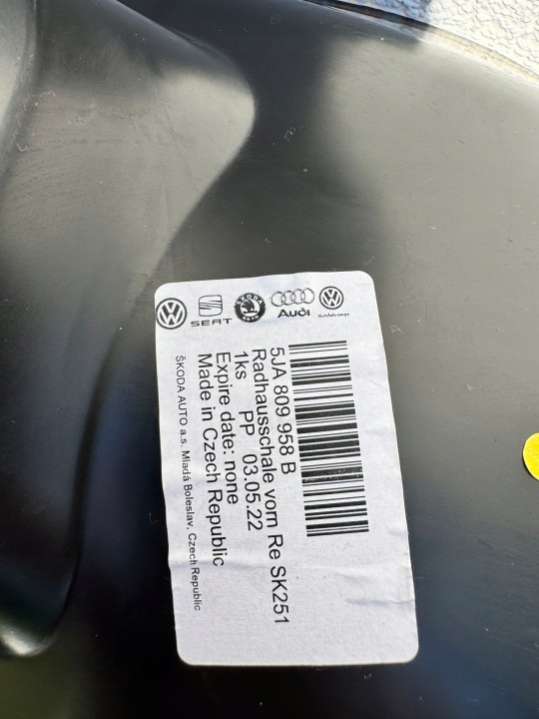 SEAT
ŠKODA
Audi
5JA 809 958 B
Radhausschale vorn Re SK251
1ks PP 03.05.22
Expire date: none
Made in Czech Republic
ŠKODA AUTO a.s. Mladá Boleslav, Czech Republic